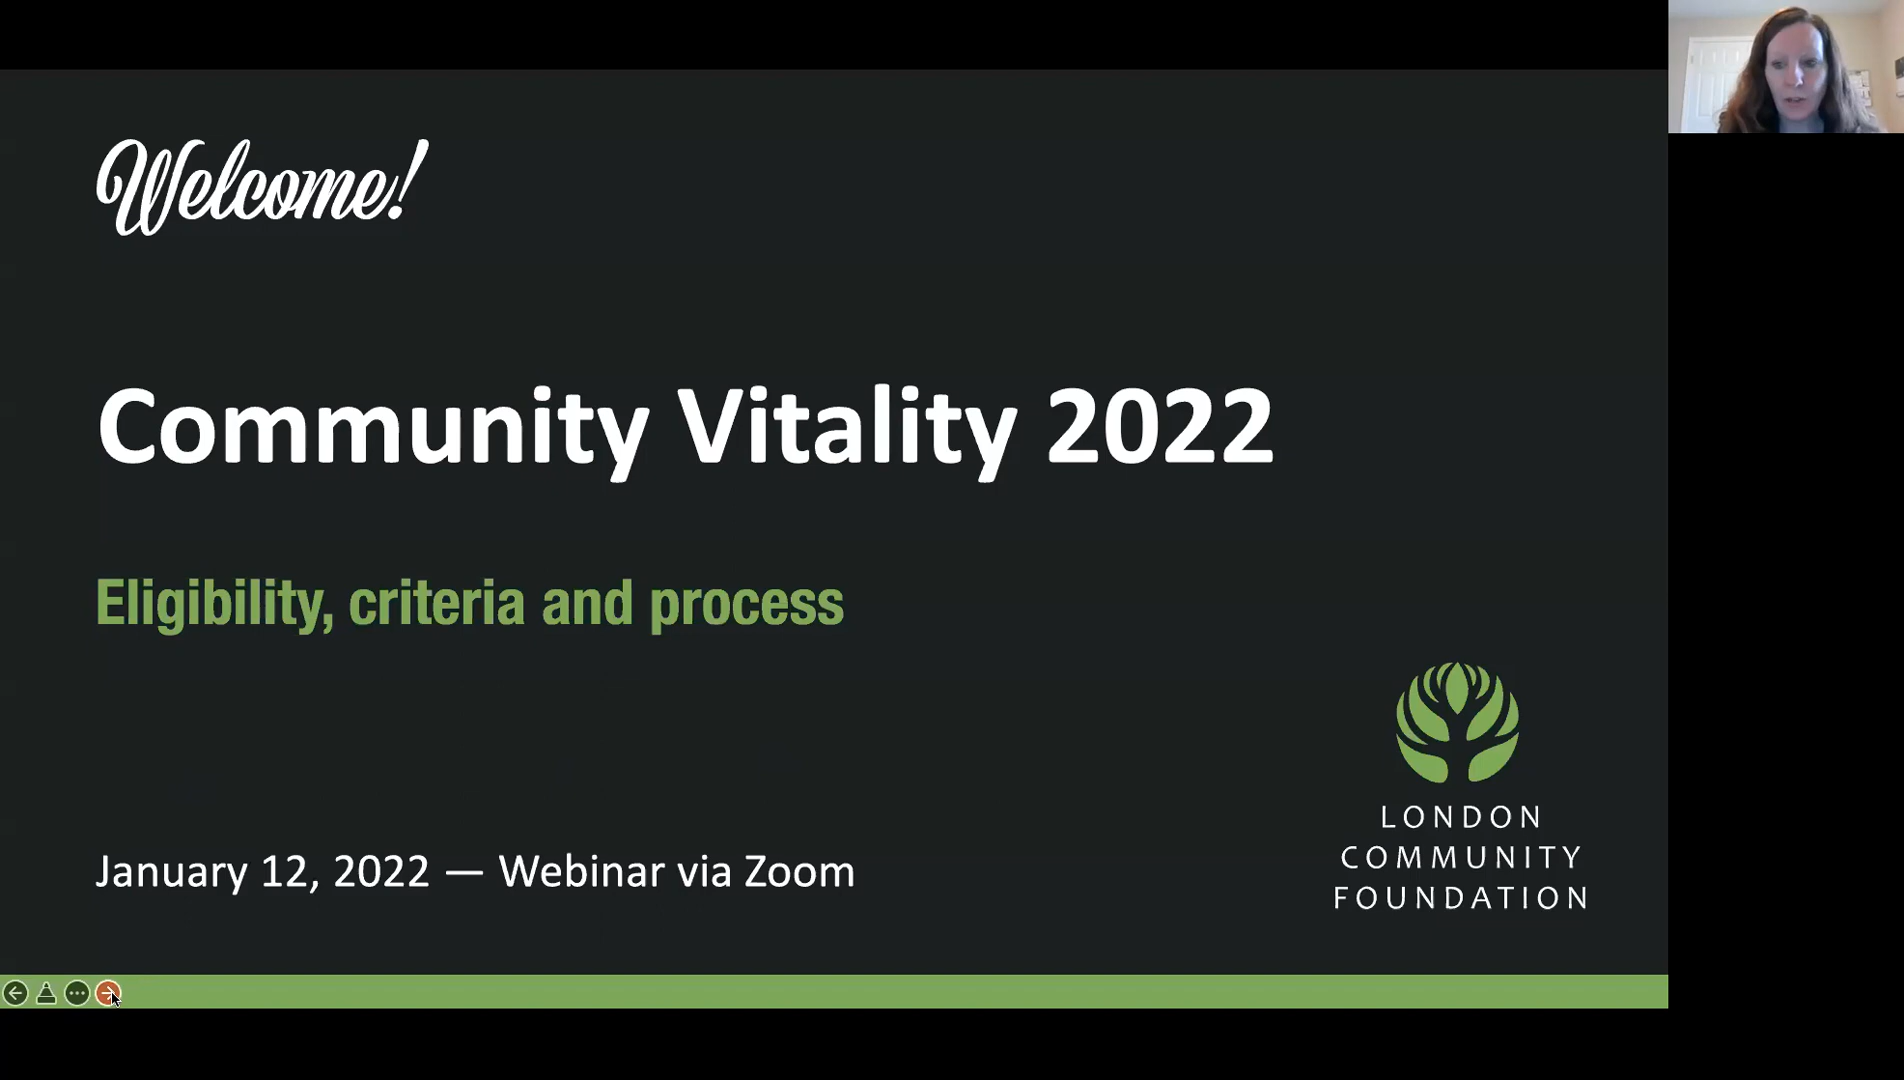 Welcome!
Community Vitality 2022
Eligibility, criteria and process
January 12, 2022 — Webinar via Zoom
LONDON
COMMUNITY
FOUNDATION